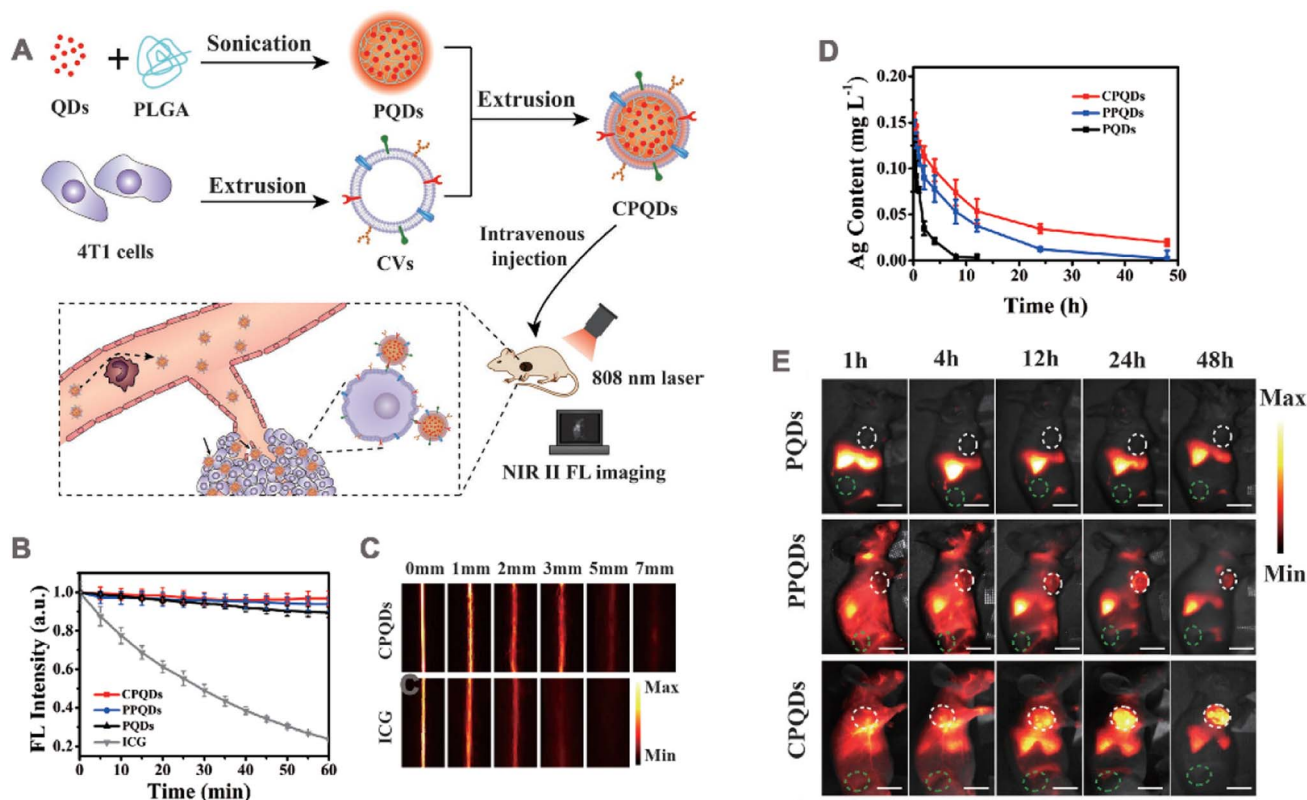 A
QDs
+
PLGA
Sonication
PQDs
Extrusion
CPQDs
4T1 cells
Extrusion
CVs
Intravenous
injection
808 nm laser
NIR II FL imaging
B
FL Intensity (a.u.)
1.0
0.8
0.6
0.4
0.2
CPQDs
PPQDs
PQDs
ICG
0 10 20 30 40 50 60
Time (min)
C
0mm 1mm 2mm 3mm 5mm 7mm
CPQDs
C
ICG
Max
Min
D
Ag Content (mg L⁻¹)
0.20
0.15
0.10
0.05
0.00
CPQDs
PPQDs
PQDs
0 10 20 30 40 50
Time (h)
E
1h 4h 12h 24h 48h
PQDs
PPQDs
CPQDs
Max
Min